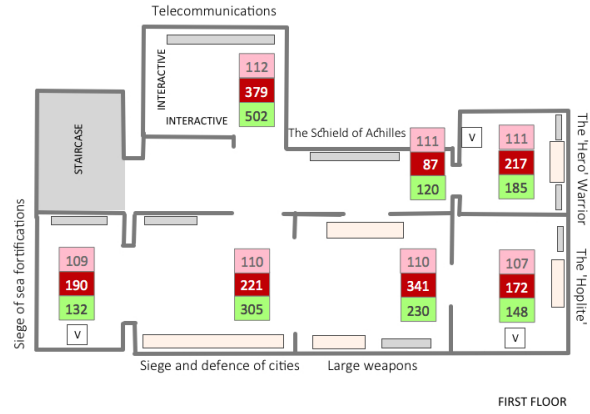 Telecommunications
INTERACTIVE
INTERACTIVE
112
379
502
STAIRCASE
The Schield of Achilles
111
87
120
V
111
217
185
The 'Hero' Warrior
Siege of sea fortifications
109
190
132
V
110
221
305
110
341
230
107
172
148
V
The 'Hoplite'
Siege and defence of cities
Large weapons
FIRST FLOOR